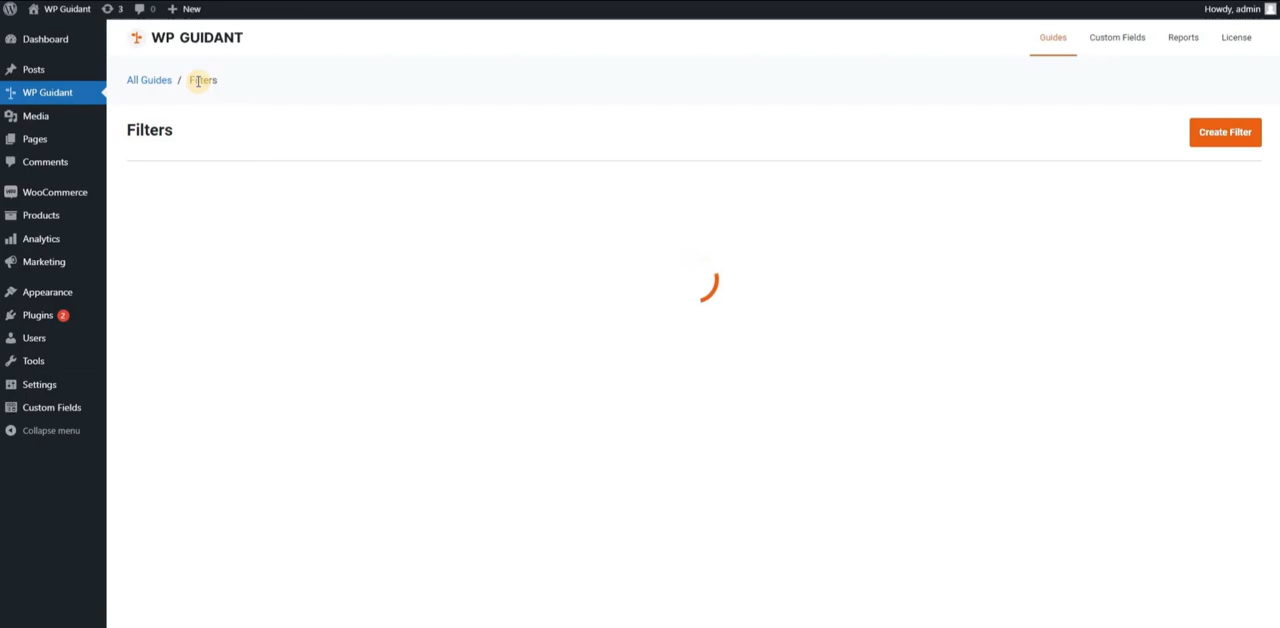 WP Guidant 3 0 New Howdy, admin
Dashboard
Posts
WP Guidant
Media
Pages
Comments
WooCommerce
Products
Analytics
Marketing
Appearance
Plugins 2
Users
Tools
Settings
Custom Fields
Collapse menu
WP GUIDANT
Guides Custom Fields Reports License
All Guides / Filters
Filters
Create Filter